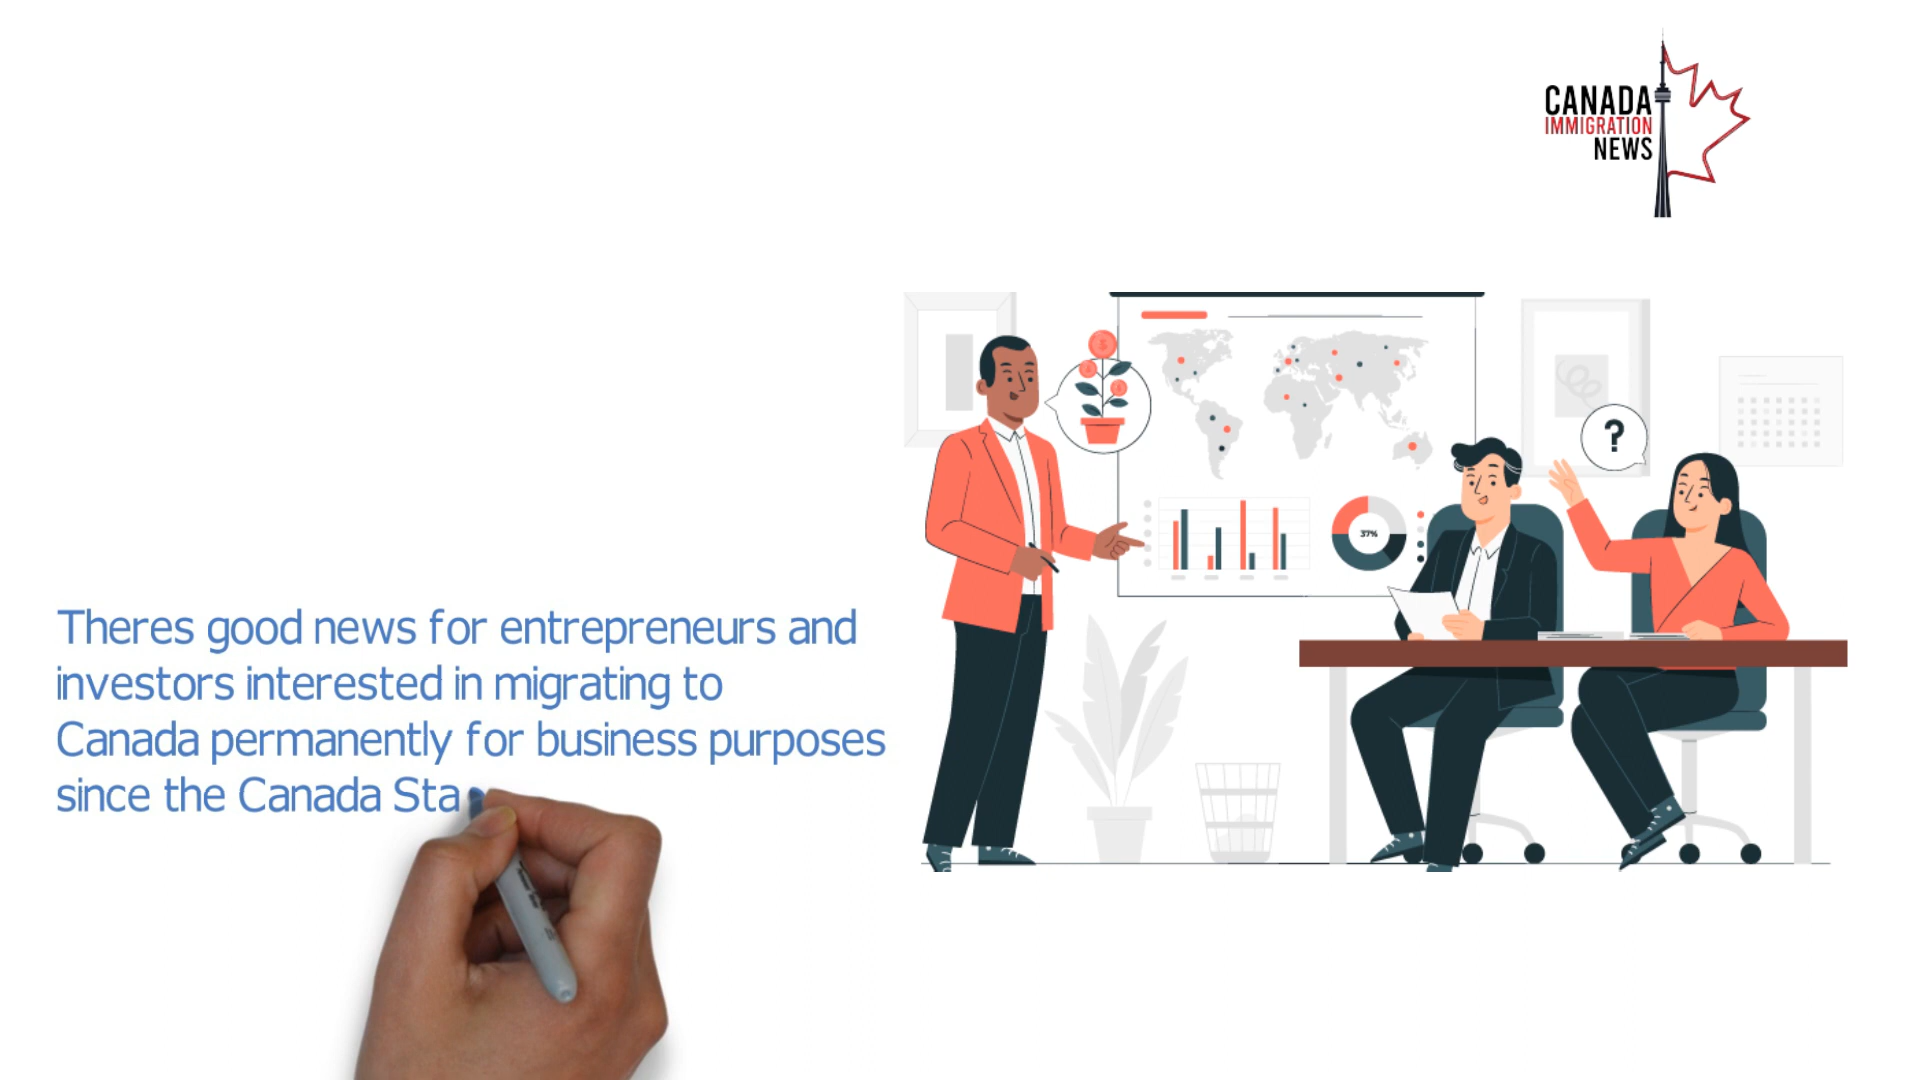 CANADA
IMMIGRATION
NEWS
?
37%
Theres good news for entrepreneurs and
investors interested in migrating to
Canada permanently for business purposes
since the Canada Sta